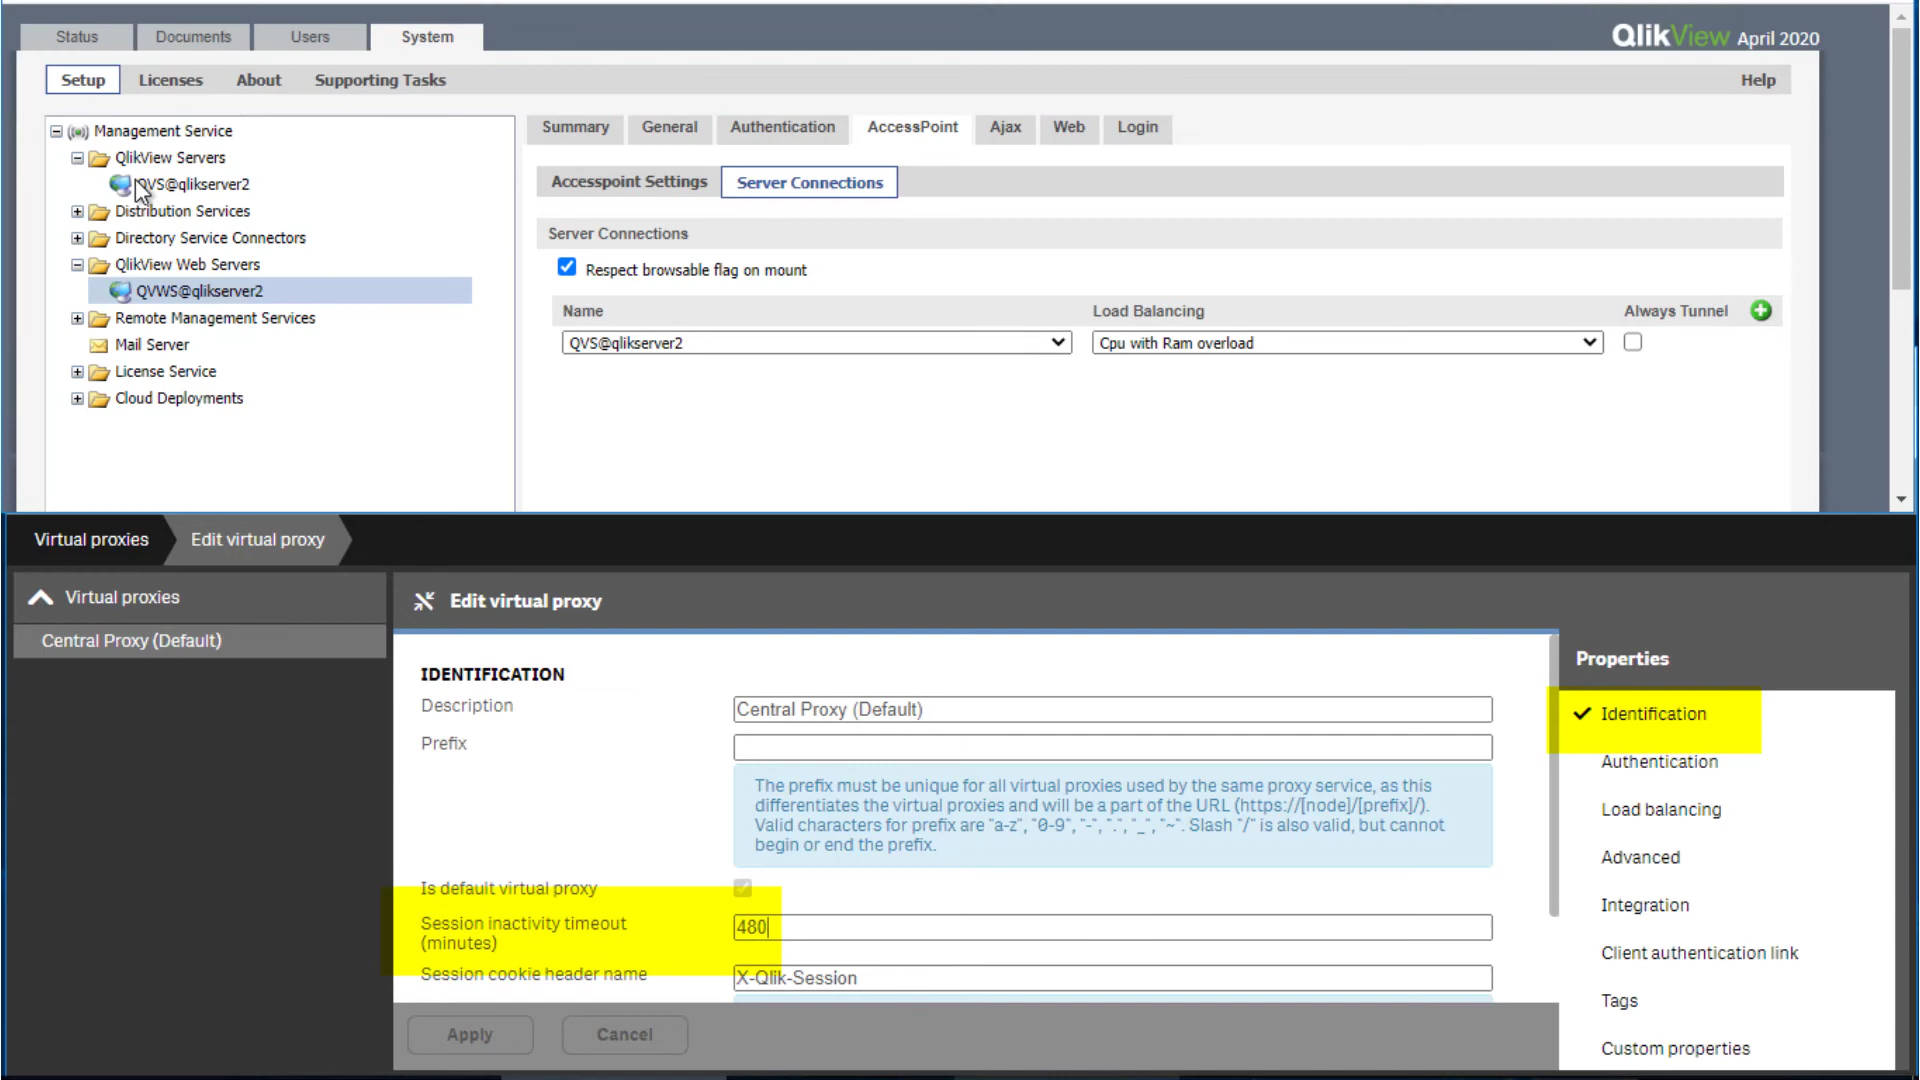 Status
Documents
Users
System
QlikView April 2020
Setup
Licenses
About
Supporting Tasks
Help
Management Service
QlikView Servers
QVS@qlikserver2
Distribution Services
Directory Service Connectors
QlikView Web Servers
QVWS@qlikserver2
Remote Management Services
Mail Server
License Service
Cloud Deployments
Summary
General
Authentication
AccessPoint
Ajax
Web
Login
Accesspoint Settings
Server Connections
Server Connections
Respect browsable flag on mount
Name
Load Balancing
Always Tunnel
QVS@qlikserver2
Cpu with Ram overload
Virtual proxies
Edit virtual proxy
Virtual proxies
Central Proxy (Default)
Edit virtual proxy
IDENTIFICATION
Description
Central Proxy (Default)
Prefix
The prefix must be unique for all virtual proxies used by the same proxy service, as this
differentiates the virtual proxies and will be a part of the URL (https://[node]/[prefix]/).
Valid characters for prefix are "a-z", "0-9", "-", ".", "_", "~". Slash "/" is also valid, but cannot
begin or end the prefix.
Is default virtual proxy
Session inactivity timeout
(minutes)
480
Session cookie header name
X-Qlik-Session
Apply
Cancel
Properties
Identification
Authentication
Load balancing
Advanced
Integration
Client authentication link
Tags
Custom properties